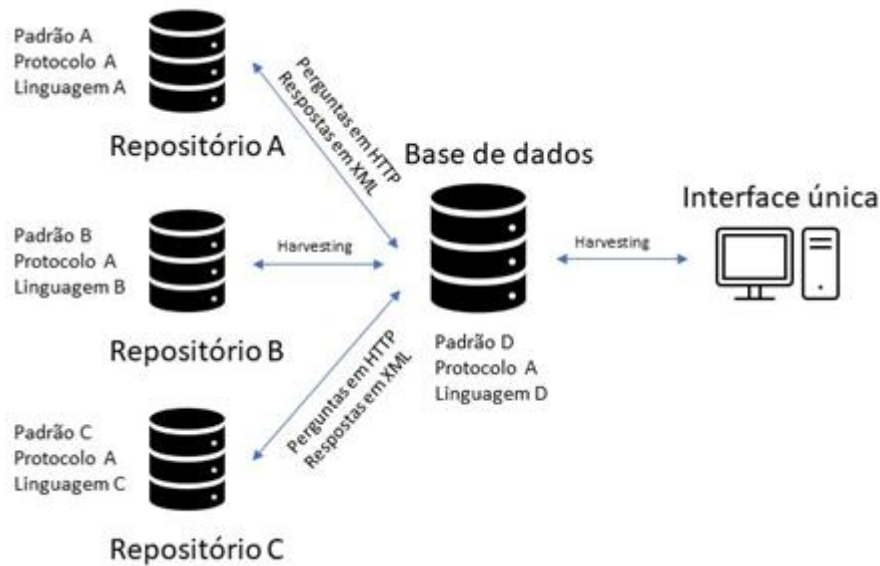 Padrão A
Protocolo A
Linguagem A
Repositório A
Perguntas em HTTP
Respostas em XML
Base de dados
Interface única
Padrão B
Protocolo A
Linguagem B
Harvesting
Harvesting
Repositório B
Padrão D
Protocolo A
Linguagem D
Perguntas em HTTP
Respostas em XML
Padrão C
Protocolo A
Linguagem C
Repositório C